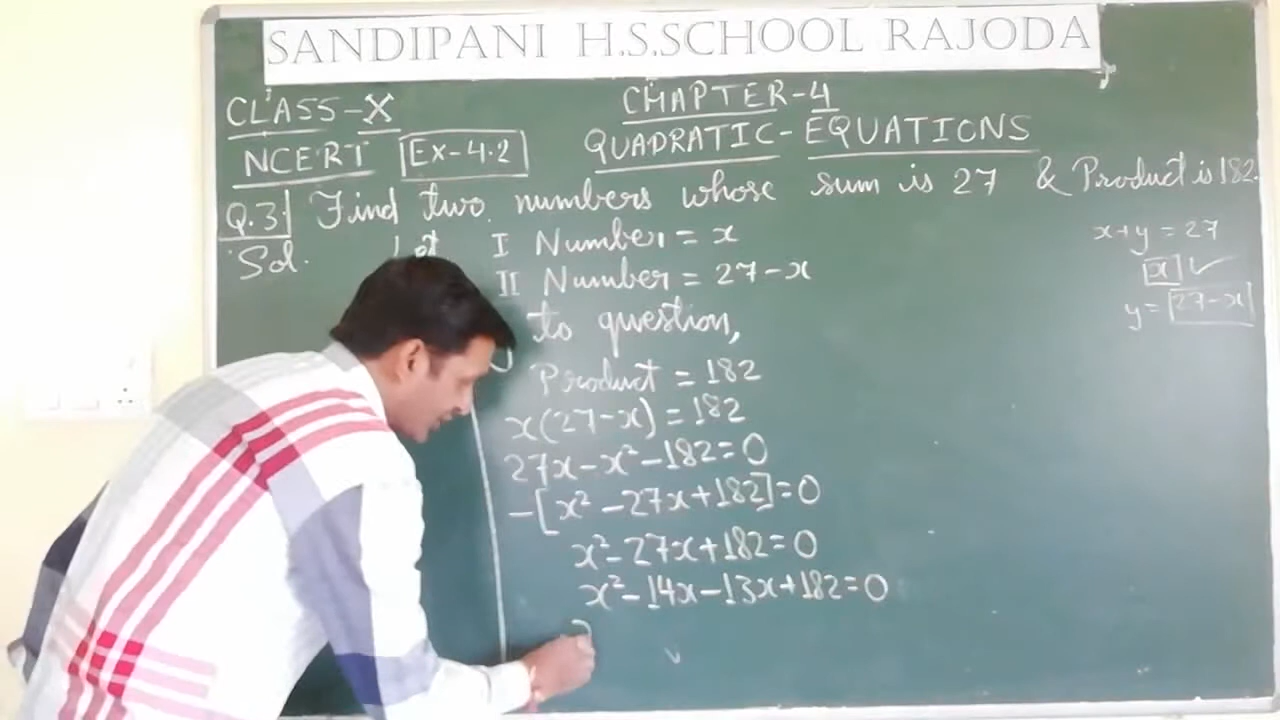 SANDIPANI H.S.SCHOOL RAJODA
CLASS-X
CHAPTER-4
NCERT Ex-4.2
QUADRATIC-EQUATIONS
Q.3. Find two numbers whose sum is 27 & Product is 182.
Sol. Let I Number = x
II Number = 27-x
to question,
Product = 182
x(27-x) = 182
27x-x²-182=0
-[x²-27x+182]=0
x²-27x+182=0
x²-14x-13x+182=0
x+y=27
x ✓
y=27-x